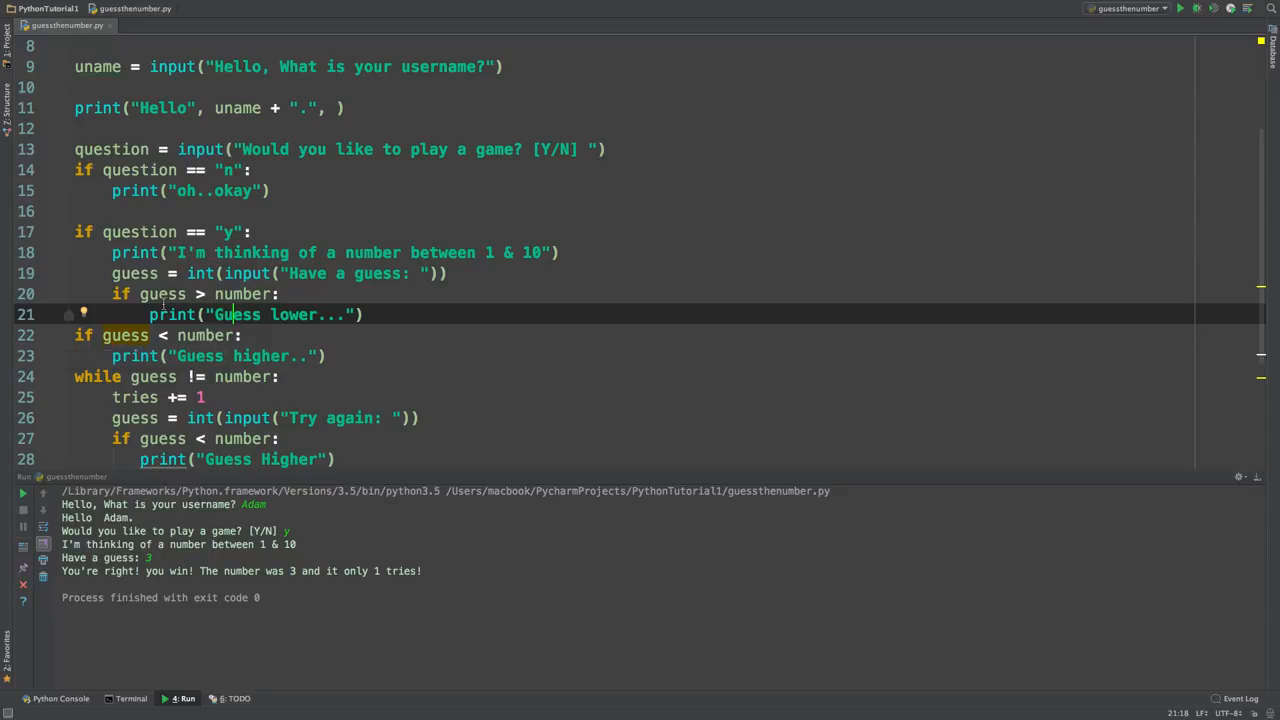 PythonTutorial1 guessthenumber.py guessthenumber
guessthenumber.py
1: Project
Z: Structure
Database
8
9 uname = input("Hello, What is your username?")
10
11 print("Hello", uname + ".", )
12
13 question = input("Would you like to play a game? [Y/N] ")
14 if question == "n":
15 print("oh..okay")
16
17 if question == "y":
18 print("I'm thinking of a number between 1 & 10")
19 guess = int(input("Have a guess: "))
20 if guess > number:
21 print("Guess lower...")
22 if guess < number:
23 print("Guess higher..")
24 while guess != number:
25 tries += 1
26 guess = int(input("Try again: "))
27 if guess < number:
28 print("Guess Higher")
Run guessthenumber
/Library/Frameworks/Python.framework/Versions/3.5/bin/python3.5 /Users/macbook/PycharmProjects/PythonTutorial1/guessthenumber.py
Hello, What is your username? Adam
Hello  Adam.
Would you like to play a game? [Y/N] y
I'm thinking of a number between 1 & 10
Have a guess: 3
You're right! you win! The number was 3 and it only 1 tries!
Process finished with exit code 0
2: Favorites
Python Console Terminal 4: Run 6: TODO Event Log
21:18 LF÷ UTF-8÷